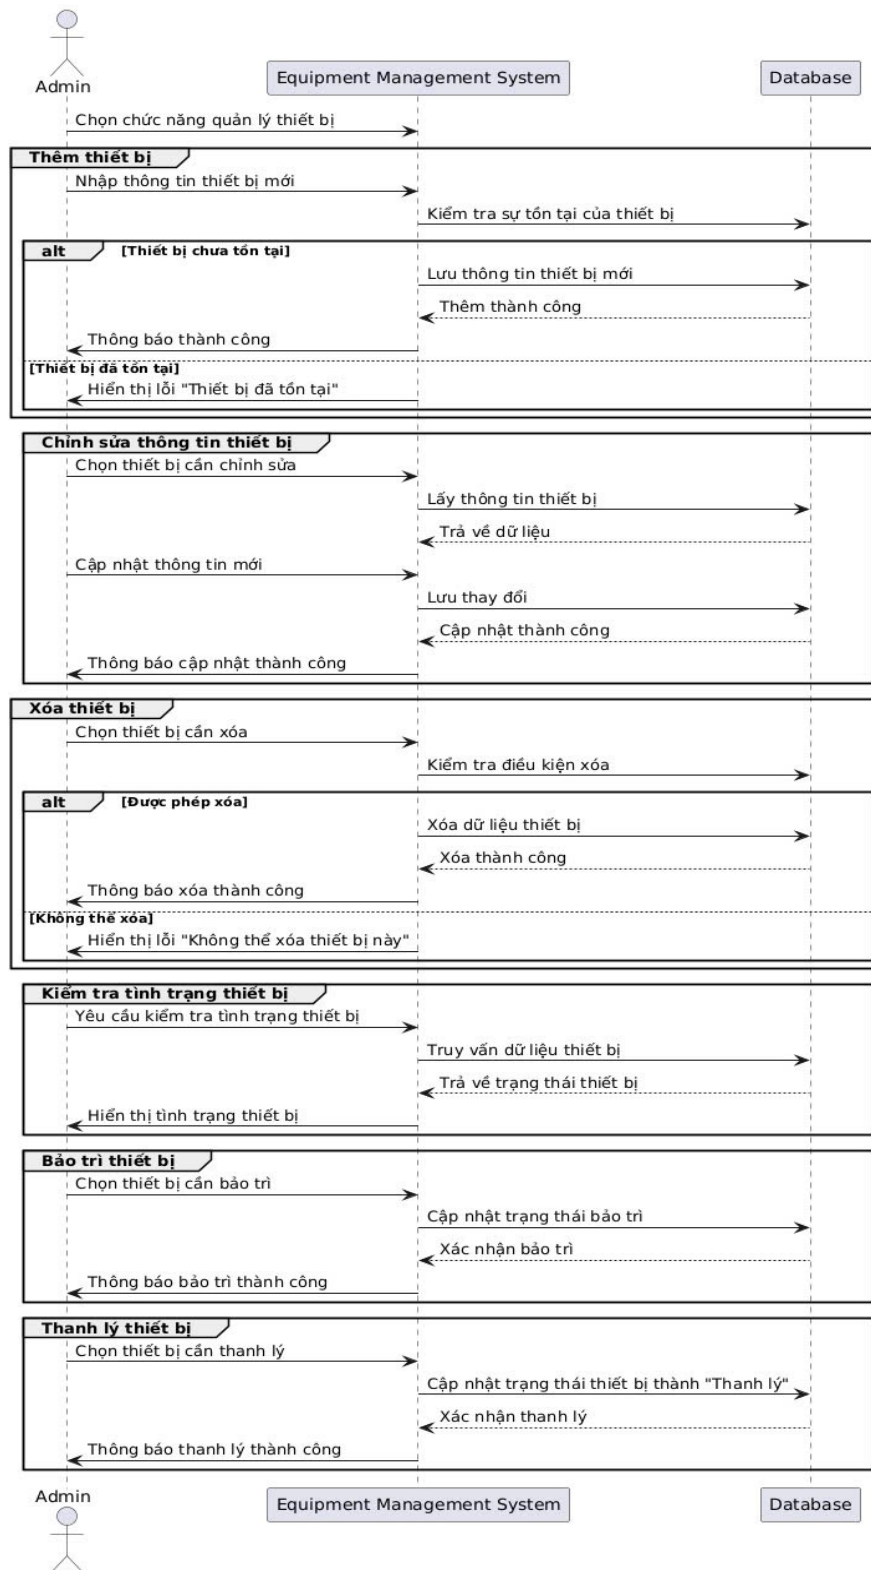 Admin
Equipment Management System
Database
Chọn chức năng quản lý thiết bị
Thêm thiết bị
Nhập thông tin thiết bị mới
Kiểm tra sự tồn tại của thiết bị
alt [Thiết bị chưa tồn tại]
Lưu thông tin thiết bị mới
Thêm thành công
Thông báo thành công
[Thiết bị đã tồn tại]
Hiển thị lỗi "Thiết bị đã tồn tại"
Chỉnh sửa thông tin thiết bị
Chọn thiết bị cần chỉnh sửa
Lấy thông tin thiết bị
Trả về dữ liệu
Cập nhật thông tin mới
Lưu thay đổi
Cập nhật thành công
Thông báo cập nhật thành công
Xóa thiết bị
Chọn thiết bị cần xóa
Kiểm tra điều kiện xóa
alt [Được phép xóa]
Xóa dữ liệu thiết bị
Xóa thành công
Thông báo xóa thành công
[Không thể xóa]
Hiển thị lỗi "Không thể xóa thiết bị này"
Kiểm tra tình trạng thiết bị
Yêu cầu kiểm tra tình trạng thiết bị
Truy vấn dữ liệu thiết bị
Trả về trạng thái thiết bị
Hiển thị tình trạng thiết bị
Bảo trì thiết bị
Chọn thiết bị cần bảo trì
Cập nhật trạng thái bảo trì
Xác nhận bảo trì
Thông báo bảo trì thành công
Thanh lý thiết bị
Chọn thiết bị cần thanh lý
Cập nhật trạng thái thiết bị thành "Thanh lý"
Xác nhận thanh lý
Thông báo thanh lý thành công
Admin
Equipment Management System
Database